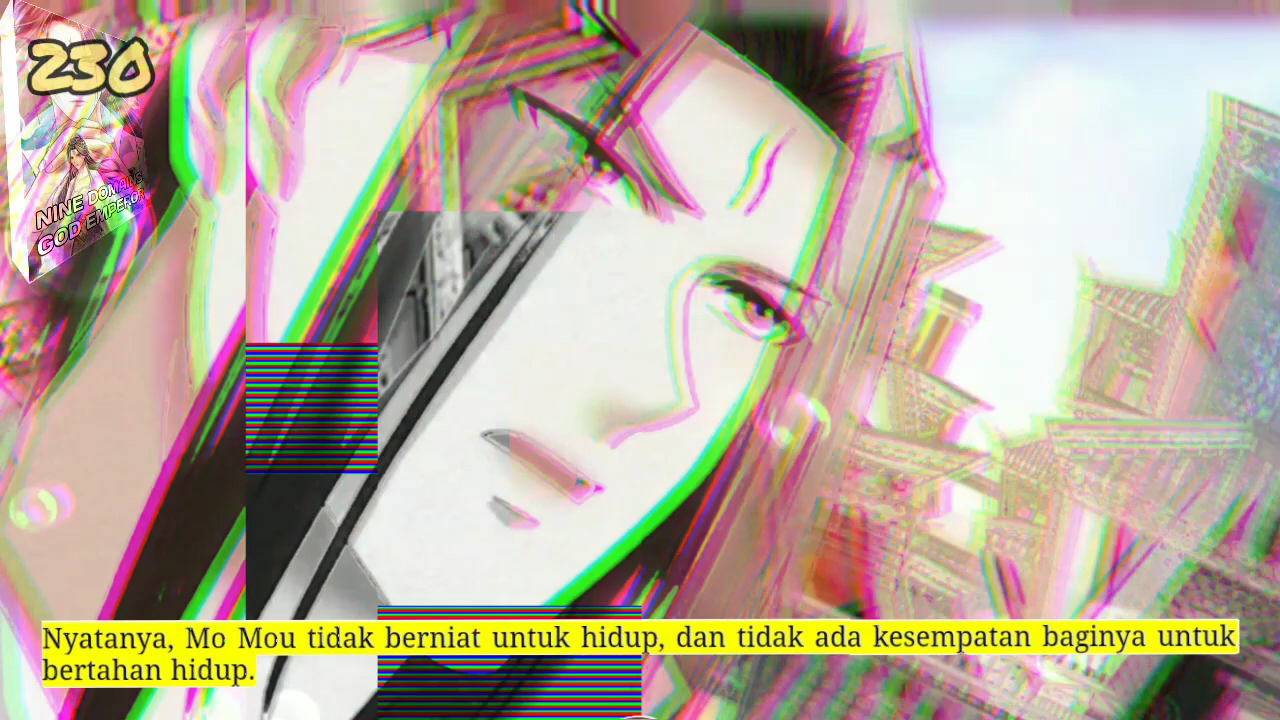 230
NINE DOMAINS
GOD EMPEROR
Nyatanya, Mo Mou tidak berniat untuk hidup, dan tidak ada kesempatan baginya untuk
bertahan hidup.